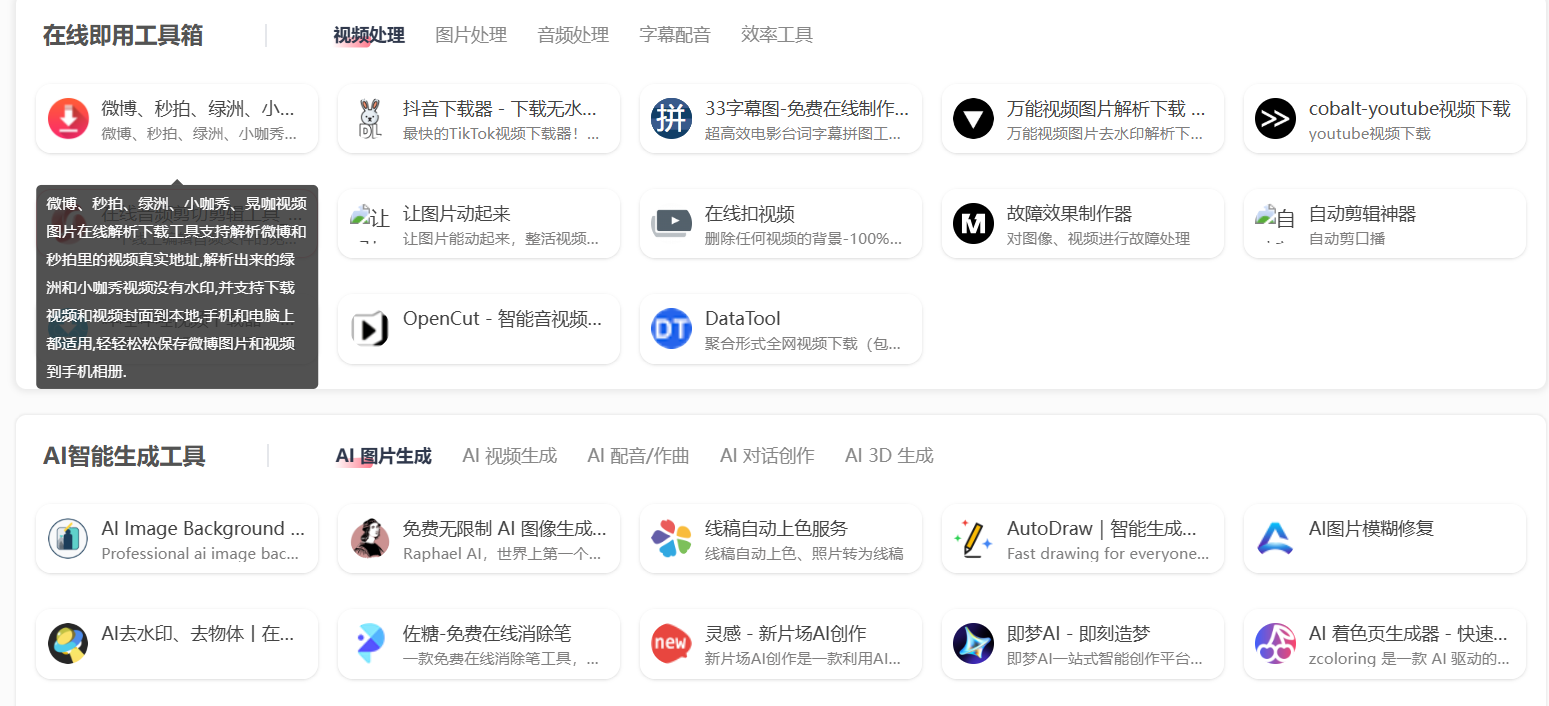 在线即用工具箱
视频处理 图片处理 音频处理 字幕配音 效率工具
微博、秒拍、绿洲、小...
微博、秒拍、绿洲、小咖秀...
抖音下载器 - 下载无水...
最快的TikTok视频下载器！...
拼
33字幕图-免费在线制作...
超高效电影台词字幕拼图工...
万能视频图片解析下载 ...
万能视频图片去水印解析下...
cobalt-youtube视频下载
youtube视频下载
微博、秒拍、绿洲、小咖秀、晃咖视频
图片在线解析下载工具支持解析微博和
秒拍里的视频真实地址,解析出来的绿
洲和小咖秀视频没有水印,并支持下载
视频和视频封面到本地,手机和电脑上
都适用,轻轻松松保存微博图片和视频
到手机相册.
让
让图片动起来
让图片能动起来，整活视频...
在线扣视频
删除任何视频的背景-100%...
M
故障效果制作器
对图像、视频进行故障处理
自
自动剪辑神器
自动剪口播
OpenCut - 智能音视频...
DT
DataTool
聚合形式全网视频下载（包...
AI智能生成工具
AI 图片生成 AI 视频生成 AI 配音/作曲 AI 对话创作 AI 3D 生成
AI Image Background ...
Professional ai image bac...
免费无限制 AI 图像生成...
Raphael AI，世界上第一个...
线稿自动上色服务
线稿自动上色、照片转为线稿
AutoDraw | 智能生成...
Fast drawing for everyone...
AI图片模糊修复
AI去水印、去物体丨在...
佐糖-免费在线消除笔
一款免费在线消除笔工具，...
new
灵感 - 新片场AI创作
新片场AI创作是一款利用AI...
即梦AI - 即刻造梦
即梦AI一站式智能创作平台...
AI 着色页生成器 - 快速...
zcoloring 是一款 AI 驱动的...